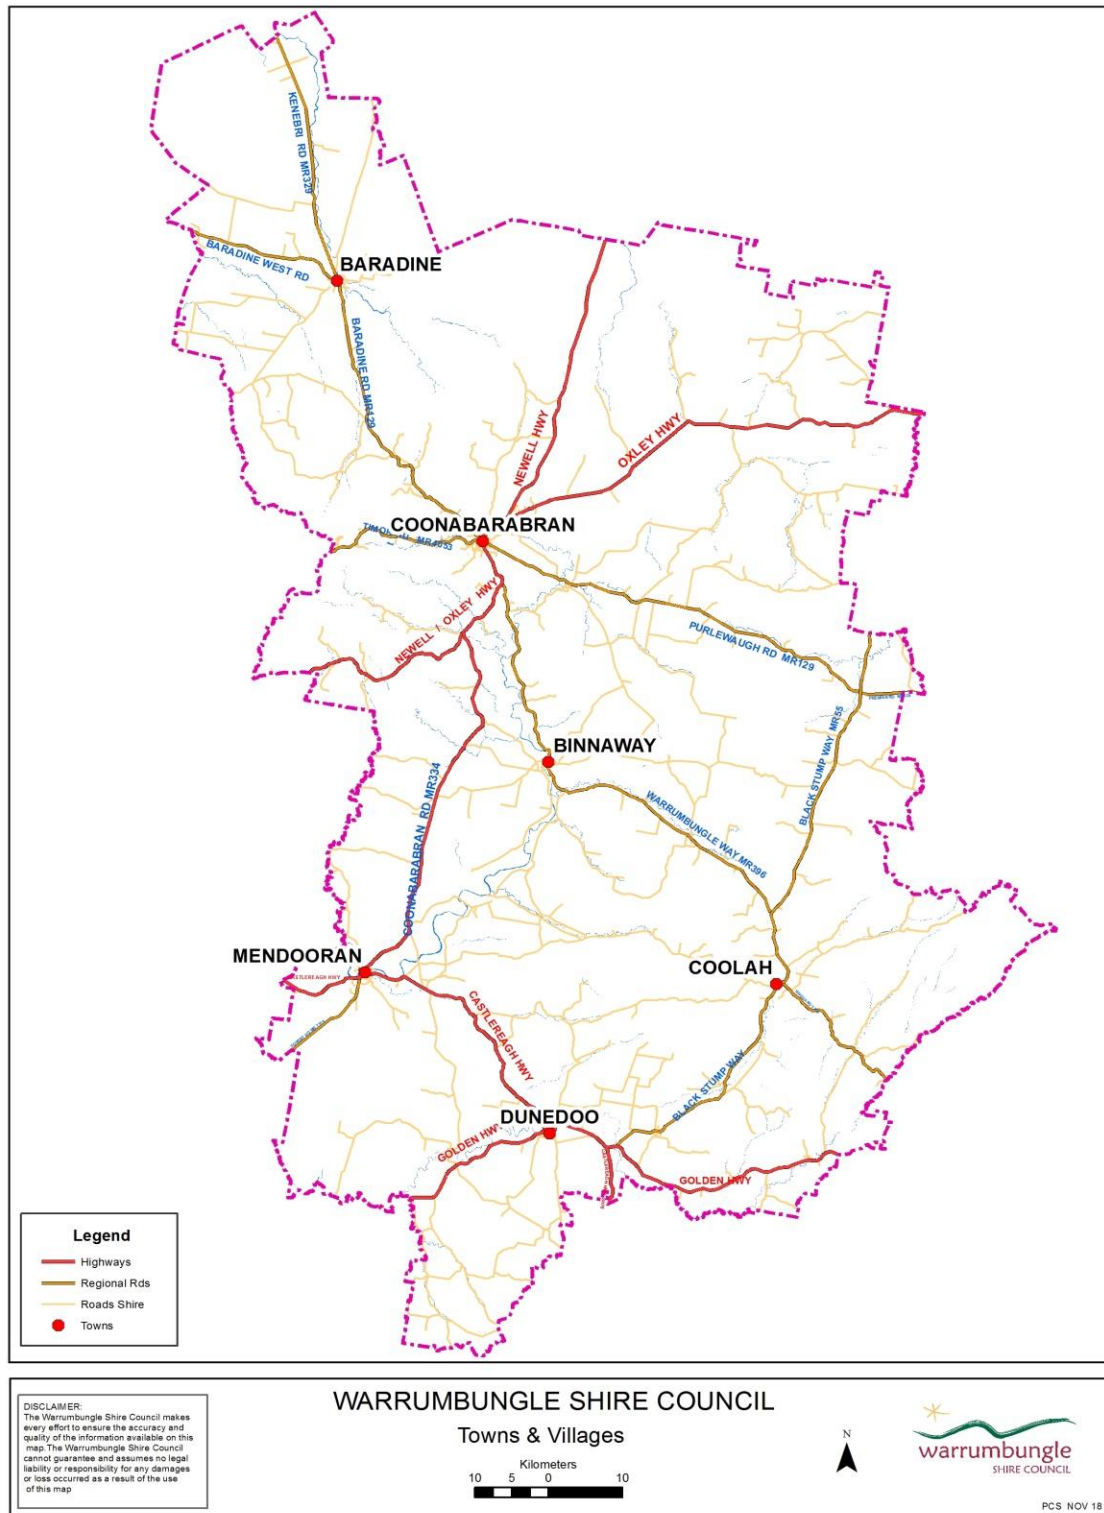 KENEBRI RD MR329
BARADINE WEST RD
BARADINE
BARADINE RD MR129
NEWELL HWY
OXLEY HWY
COONABARABRAN
MR4053
NEWELL / OXLEY HWY
PURLEWAUGH RD MR129
BINNAWAY
BLACK STUMP WAY MR55
COONABARABRAN RD MR334
WARRUMBUNGLE WAY MR396
MENDOORAN
CASTLEREAGH HWY
COOLAH
CASTLEREAGH HWY
BLACK STUMP WAY
DUNEDOO
GOLDEN HW
GOLDEN HWY
Legend
Highways
Regional Rds
Roads Shire
Towns
DISCLAIMER:
The Warrumbungle Shire Council makes
every effort to ensure the accuracy and
quality of the information available on this
map. The Warrumbungle Shire Council
cannot guarantee and assumes no legal
liability or responsibility for any damages
or loss occurred as a result of the use
of this map
WARRUMBUNGLE SHIRE COUNCIL
Towns & Villages
Kilometers
10 5 0 10
N
warrumbungle
SHIRE COUNCIL
PCS NOV 18